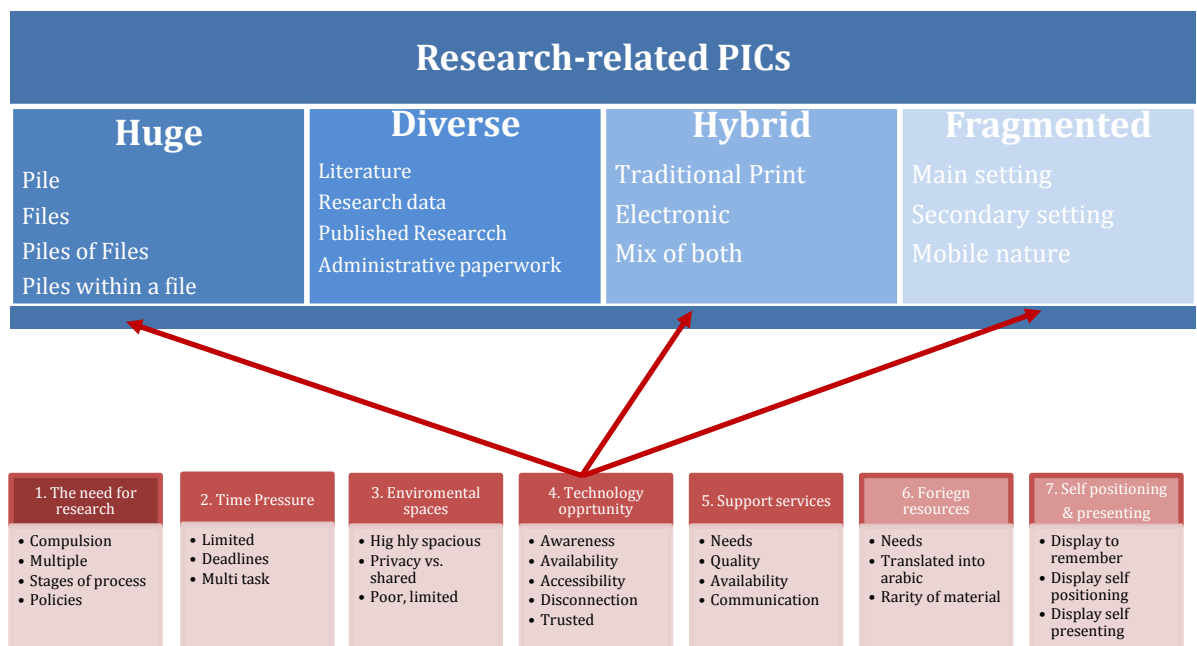 Research-related PICs
Huge
Pile
Files
Piles of Files
Piles within a file
Diverse
Literature
Research data
Published Researcch
Administrative paperwork
Hybrid
Traditional Print
Electronic
Mix of both
Fragmented
Main setting
Secondary setting
Mobile nature
1. The need for
research
• Compulsion
• Multiple
• Stages of process
• Policies
2. Time Pressure
• Limited
• Deadlines
• Multi task
3. Enviromental
spaces
• Hig hly spacious
• Privacy vs.
shared
• Poor, limited
4. Technology
opprtunity
• Awareness
• Availability
• Accessibility
• Disconnection
• Trusted
5. Support services
• Needs
• Quality
• Availability
• Communication
6. Foriegn
resources
• Needs
• Translated into
arabic
• Rarity of material
7. Self positioning
& presenting
• Display to
remember
• Display self
positioning
• Display self
presenting